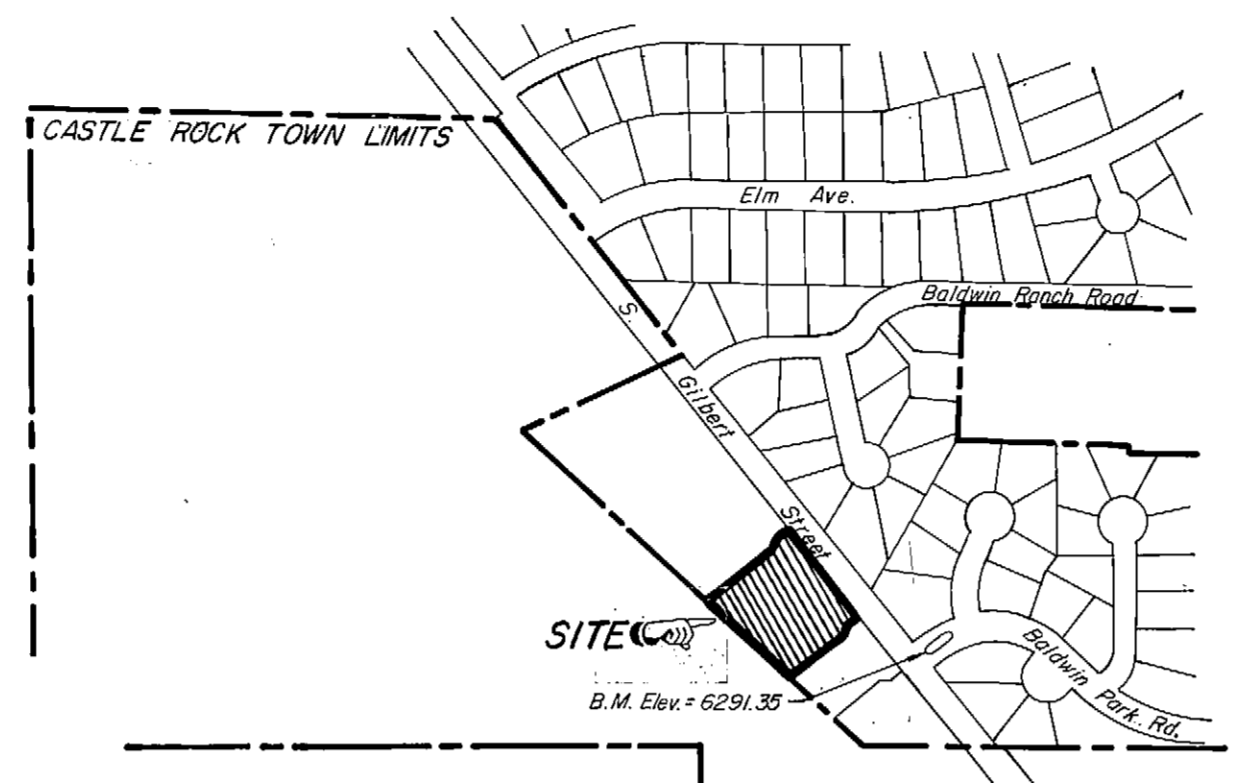 CASTLE ROCK TOWN LIMITS
Elm Ave.
Baldwin Ranch Road
S. Gilbert Street
SITE
B.M. Elev. = 6291.35
Baldwin Park Rd.